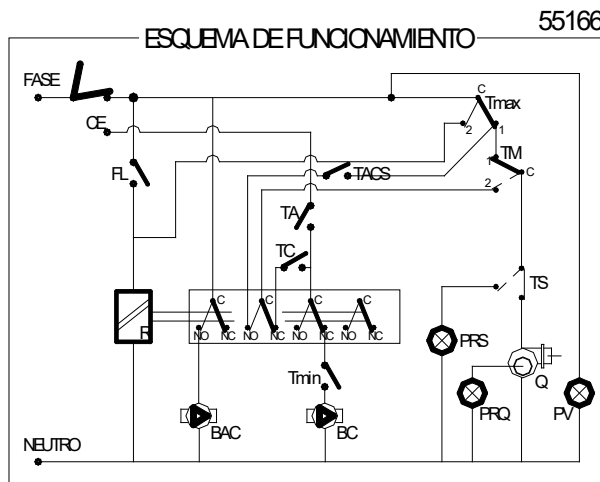 55166
ESQUEMA DE FUNCIONAMIENTO
FASE
C
Tmax
CE
2
1
1
TM
FL
TACS
C
2
TA
TC
TS
C
C
C
C
R
NO
NC
NO
NC
NO
NC
NO
NC
PRS
Tmin
Q
BAC
BC
PRQ
PV
NEUTRO